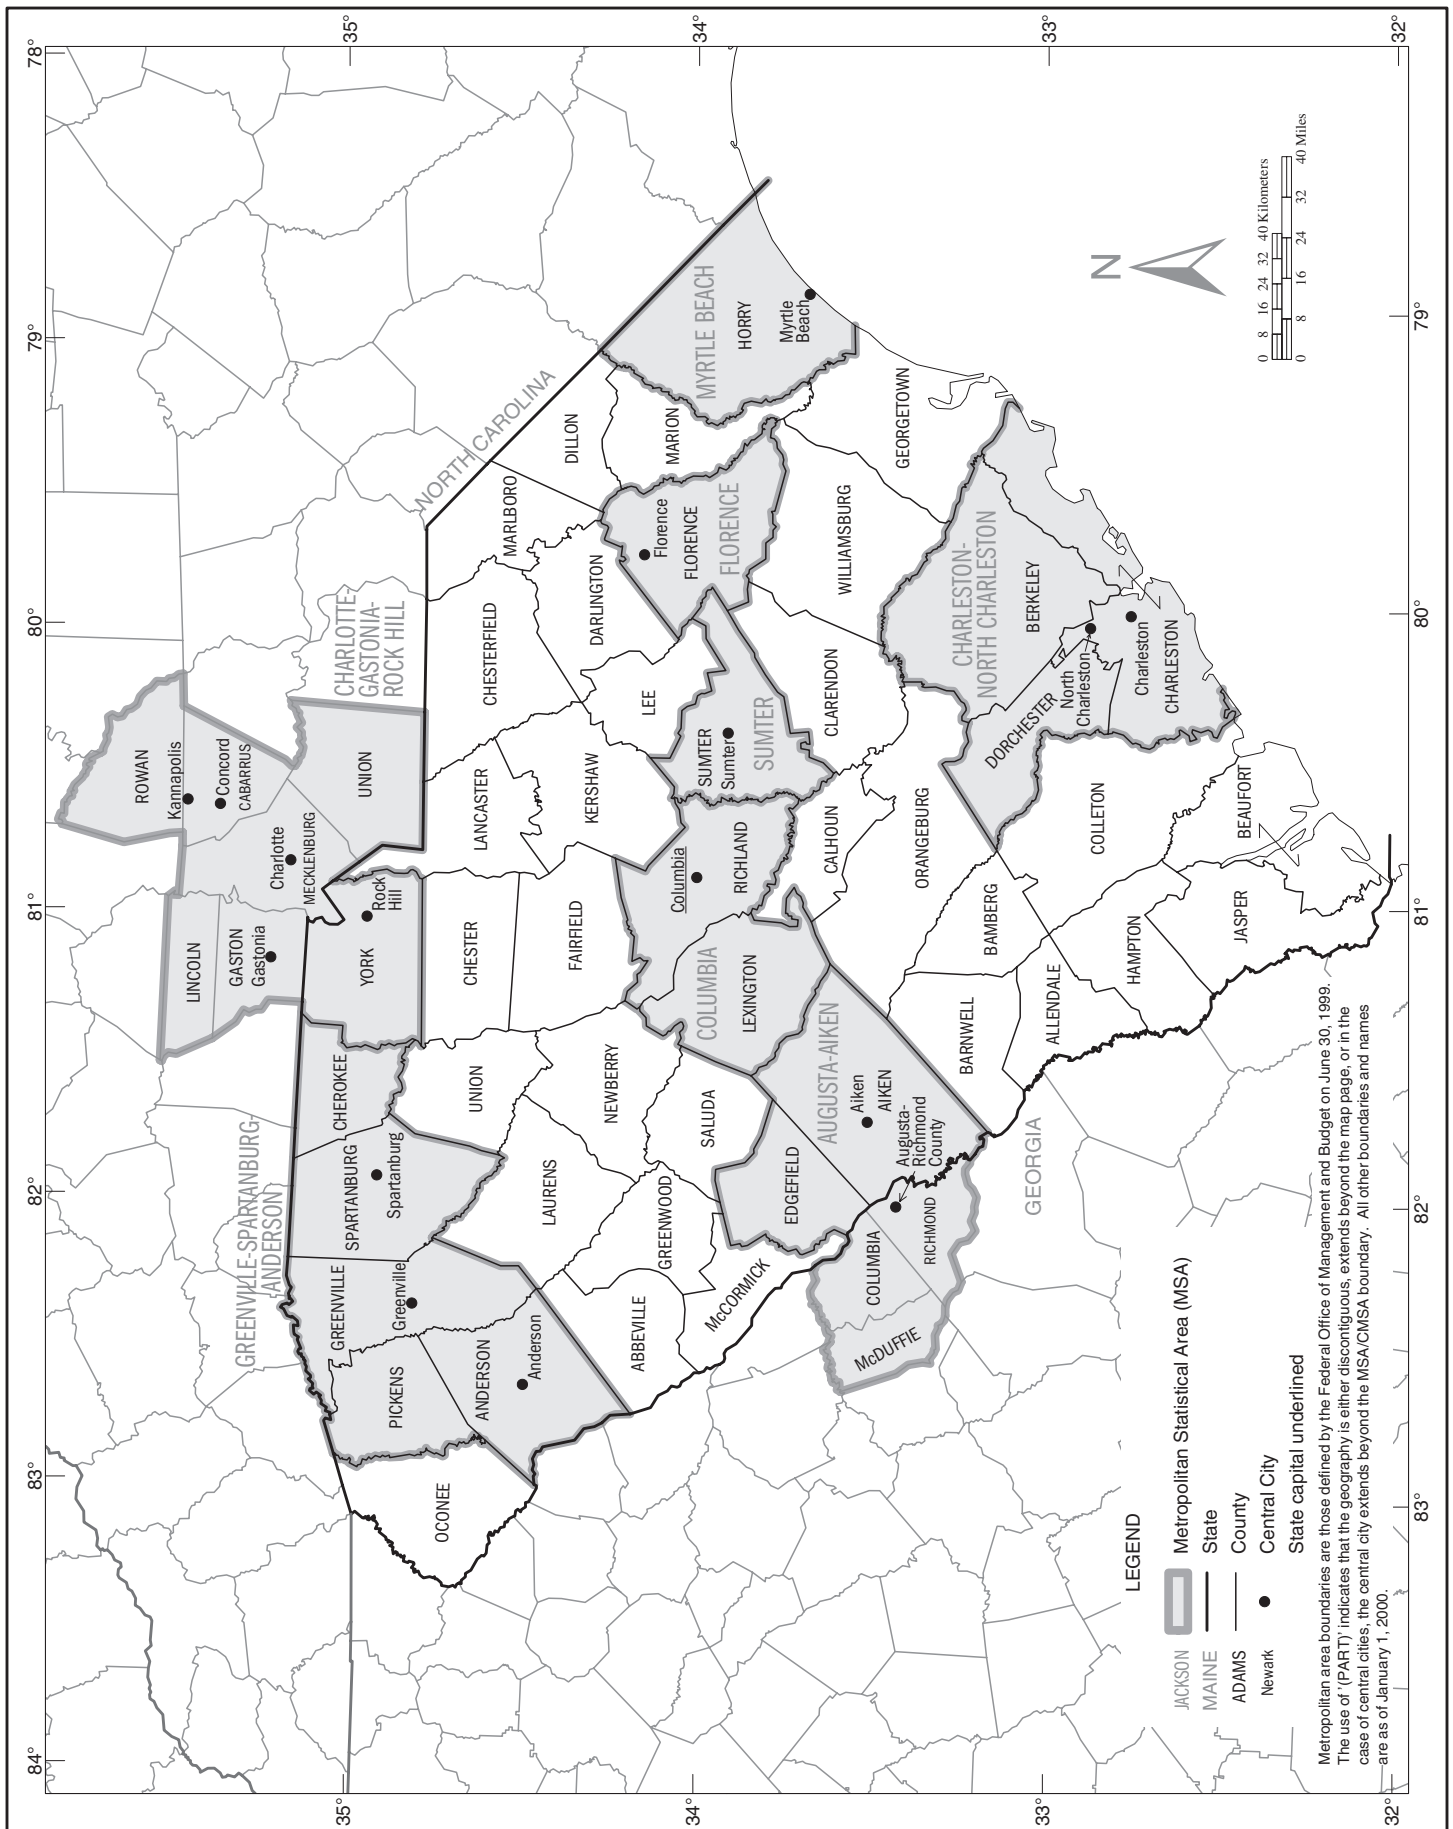 84°
83°
82°
81°
80°
79°
78°
35°
35°
34°
34°
33°
33°
32°
32°
83°
82°
81°
80°
79°
GREENVILLE-SPARTANBURG-
ANDERSON
OCONEE
PICKENS
GREENVILLE
Greenville
ANDERSON
Anderson
SPARTANBURG
Spartanburg
CHEROKEE
CHARLOTTE-
GASTONIA-
ROCK HILL
LINCOLN
GASTON
Gastonia
ROWAN
Kannapolis
Concord
CABARRUS
Charlotte
MECKLENBURG
UNION
YORK
Rock
Hill
NORTH CAROLINA
UNION
CHESTER
LANCASTER
CHESTERFIELD
MARLBORO
DILLON
LAURENS
NEWBERRY
FAIRFIELD
KERSHAW
DARLINGTON
LEE
MARION
ABBEVILLE
GREENWOOD
McCORMICK
SALUDA
COLUMBIA
LEXINGTON
Columbia
RICHLAND
SUMTER
Sumter
SUMTER
Florence
FLORENCE
FLORENCE
MYRTLE BEACH
HORRY
Myrtle
Beach
EDGEFIELD
AUGUSTA-AIKEN
Aiken
AIKEN
Augusta-
Richmond
County
RICHMOND
COLUMBIA
McDUFFIE
CALHOUN
CLARENDON
WILLIAMSBURG
GEORGETOWN
ORANGEBURG
BARNWELL
BAMBERG
ALLENDALE
HAMPTON
COLLETON
JASPER
BEAUFORT
CHARLESTON-
NORTH CHARLESTON
BERKELEY
DORCHESTER
North
Charleston
Charleston
CHARLESTON
GEORGIA
N
0 8 16 24 32 40 Kilometers
0 8 16 24 32 40 Miles
LEGEND
JACKSON Metropolitan Statistical Area (MSA)
MAINE State
ADAMS County
Newark Central City
State capital underlined
Metropolitan area boundaries are those defined by the Federal Office of Management and Budget on June 30, 1999.
The use of '(PART)' indicates that the geography is either discontiguous, extends beyond the map page, or in the
case of central cities, the central city extends beyond the MSA/CMSA boundary. All other boundaries and names
are as of January 1, 2000.